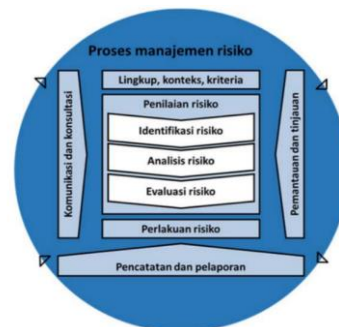 Proses manajemen risiko
Lingkup, konteks, kriteria
Penilaian risiko
Identifikasi risiko
Analisis risiko
Evaluasi risiko
Perlakuan risiko
Komunikasi dan konsultasi
Pemantauan dan tinjauan
Pencatatan dan pelaporan